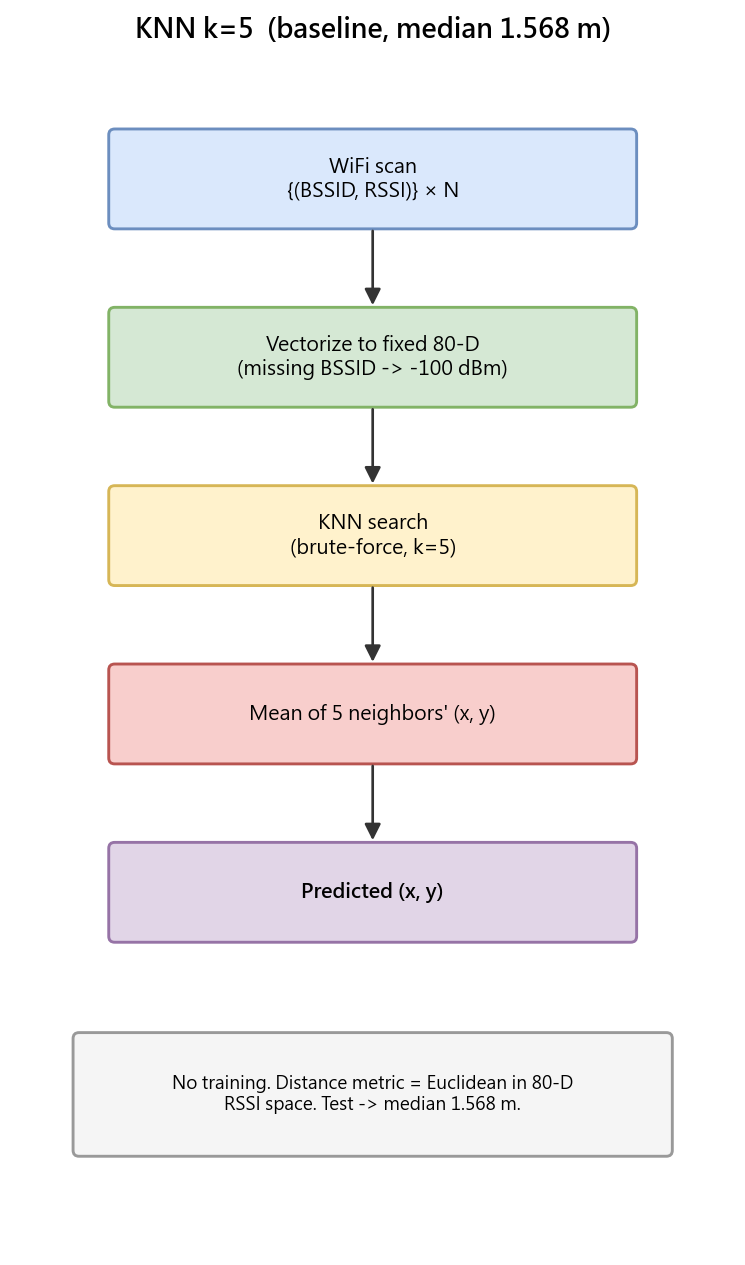 KNN k=5  (baseline, median 1.568 m)
WiFi scan
{(BSSID, RSSI)} × N
Vectorize to fixed 80-D
(missing BSSID -> -100 dBm)
KNN search
(brute-force, k=5)
Mean of 5 neighbors' (x, y)
Predicted (x, y)
No training. Distance metric = Euclidean in 80-D
RSSI space. Test -> median 1.568 m.